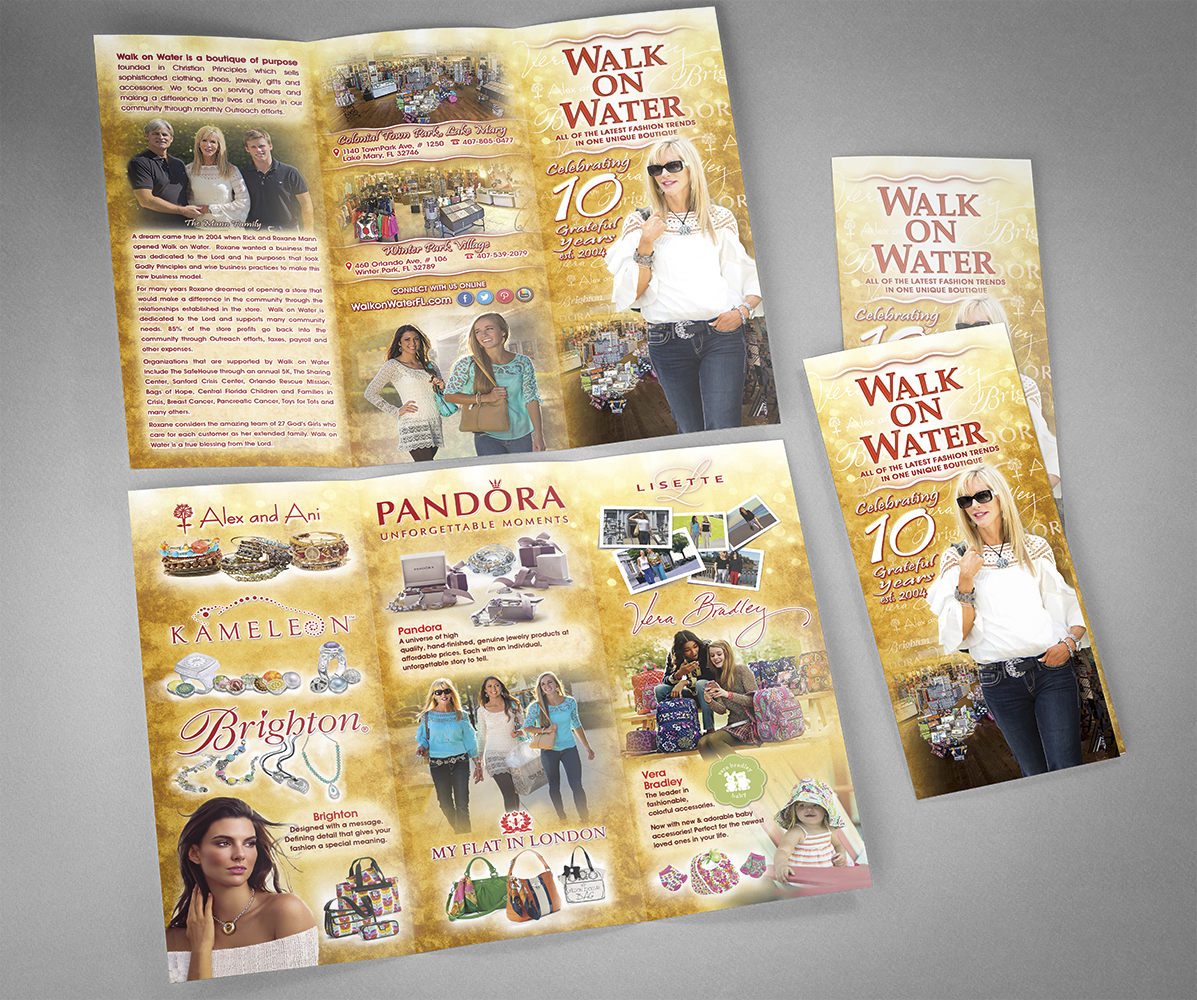 Walk on Water is a boutique of purpose
founded in Christian Principles which sells
sophisticated clothing, shoes, jewelry, gifts and
accessories. We focus on serving others and
making a difference in the lives of those in our
community through monthly Outreach efforts.
The Mann Family
A dream came true in 2004 when Rick and Roxane Mann
opened Walk on Water. Roxane wanted a business that
was dedicated to the Lord and his purposes that took
Godly Principles and wise business practices to make this
new business model.
For many years Roxane dreamed of opening a store that
would make a difference in the community through the
relationships established in the store. Walk on Water is
dedicated to the Lord and supports many community
needs. 85% of the store profits go back into the
community through Outreach efforts, taxes, payroll and
other expenses.
Organizations that are supported by Walk on Water
include The SafeHouse through an annual 5K, The Sharing
Center, Sanford Crisis Center, Orlando Rescue Mission,
Bags of Hope, Central Florida Children and Families in
Crisis, Breast Cancer, Pancreatic Cancer, Toys for Tots and
many others.
Roxane considers the amazing team of 27 God's Girls who
care for each customer as her extended family. Walk on
Water is a true blessing from the Lord.
Colonial Town Park, Lake Mary
1140 TownPark Ave, # 1250 407-805-0477
Lake Mary, FL 32746
Winter Park Village
460 Orlando Ave, # 106 407-539-2079
Winter Park, FL 32789
CONNECT WITH US ONLINE
WalkonWaterFL.com
WALK
ON
WATER
ALL OF THE LATEST FASHION TRENDS
IN ONE UNIQUE BOUTIQUE
Celebrating
10
Grateful
Years
est. 2004
WALK
ON
WATER
ALL OF THE LATEST FASHION TRENDS
IN ONE UNIQUE BOUTIQUE
Celebrating
WALK
ON
WATER
ALL OF THE LATEST FASHION TRENDS
IN ONE UNIQUE BOUTIQUE
Celebrating
10
Grateful
Years
est. 2004
Alex and Ani
KAMELEON
Brighton
Brighton
Designed with a message,
Defining detail that gives your
fashion a special meaning.
PANDORA
UNFORGETTABLE MOMENTS
PANDORA
Pandora
A universe of high
quality, hand-finished, genuine jewelry products at
affordable prices. Each with an individual,
unforgettable story to tell.
MY FLAT IN LONDON
LISETTE
L
Vera Bradley
Vera
Bradley
The leader in
fashionable,
colorful accessories.
vera bradley
baby
Now with new & adorable baby
accessories! Perfect for the newest
loved ones in your life.